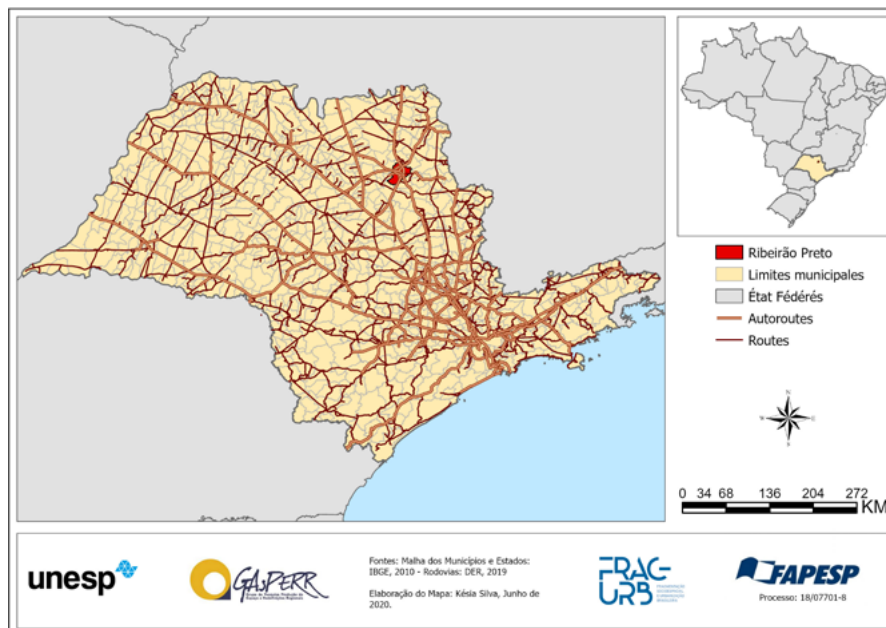 Ribeirão Preto
Limites municipales
État Fédérés
Autoroutes
Routes
0 34 68 136 204 272
KM
unesp
GAsPERR
Fontes: Malha dos Municípios e Estados:
IBGE, 2010 - Rodovias: DER, 2019
Elaboração do Mapa: Késia Silva, Junho de
2020.
FRAG-
URB
FAPESP
Processo: 18/07701-8